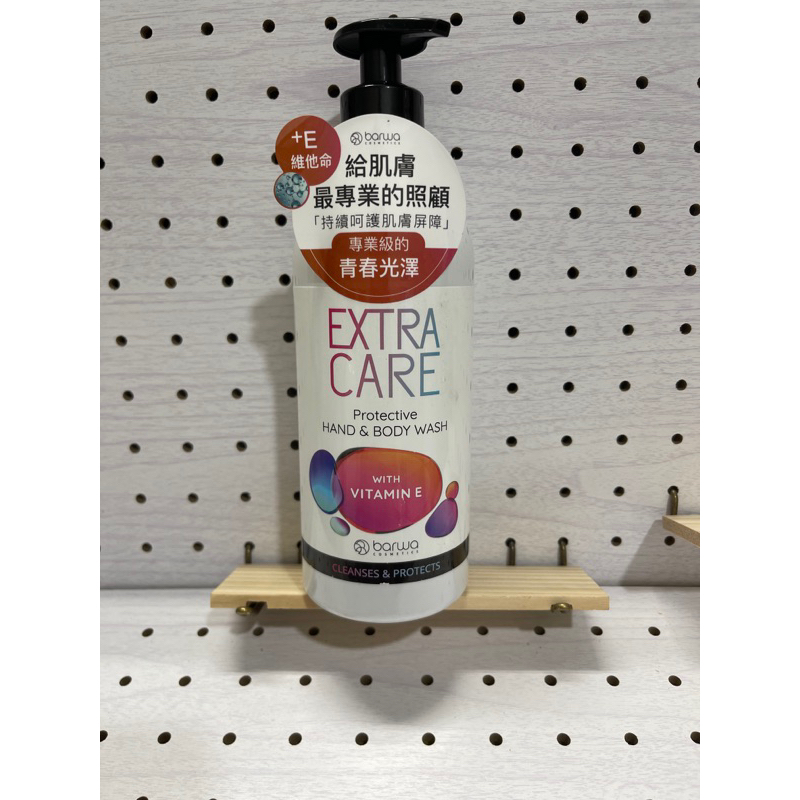 +E
維他命
barwa
COSMETICS
給肌膚
最專業的照顧
「持續呵護肌膚屏障」
專業級的
青春光澤
EXTRA
CARE
Protective
HAND & BODY WASH
WITH
VITAMIN E
barwa
COSMETICS
CLEANSES & PROTECTS